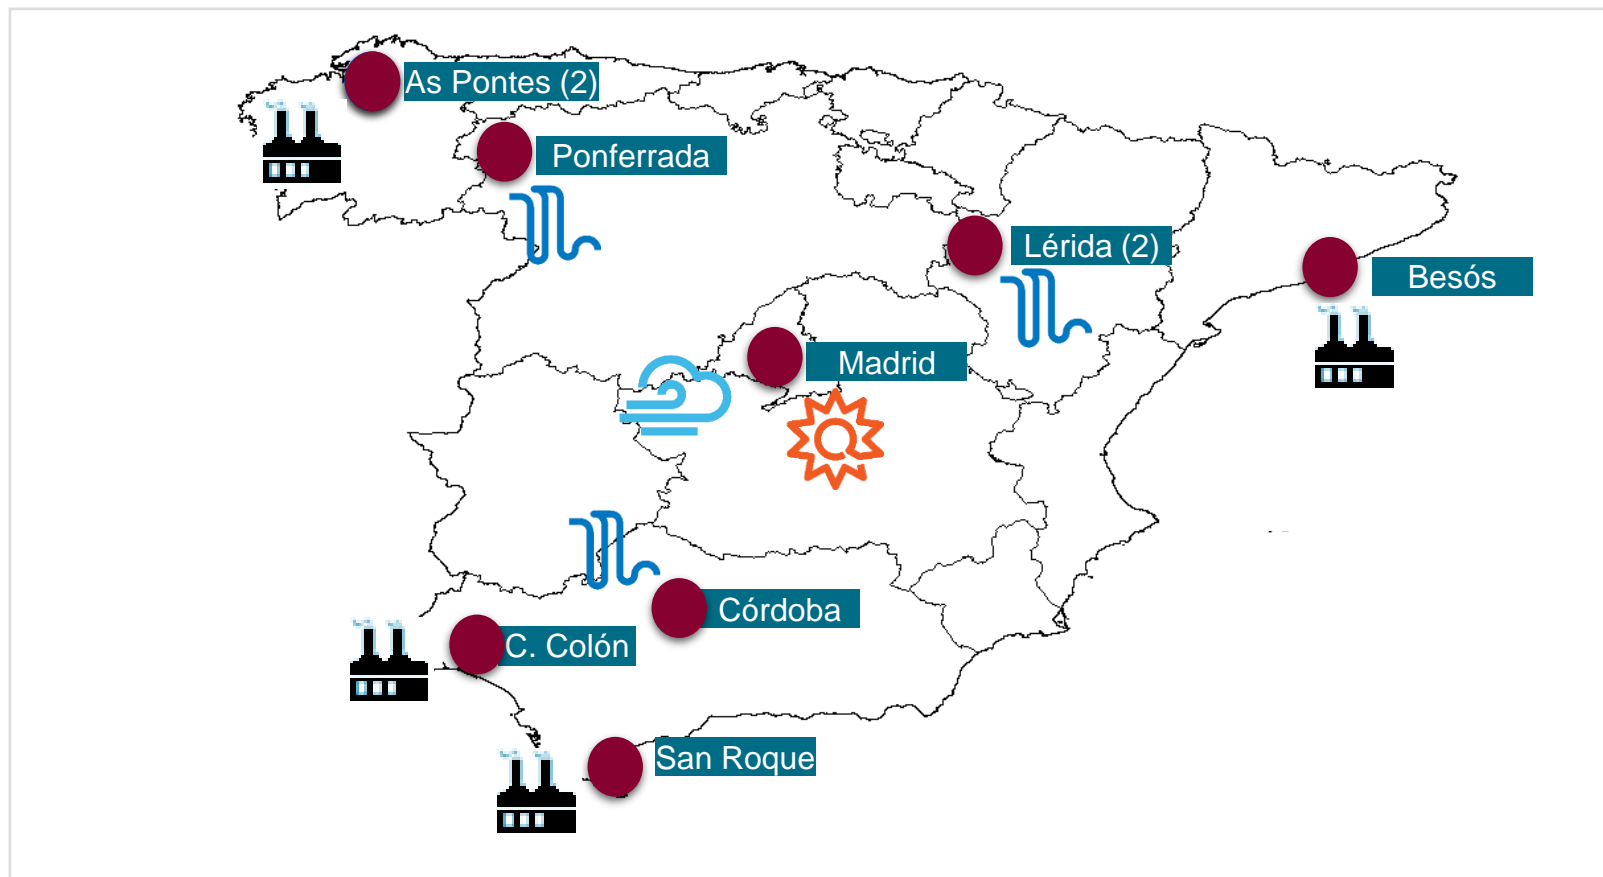 As Pontes (2)
Ponferrada
Lérida (2)
Besós
Madrid
Córdoba
C. Colón
San Roque